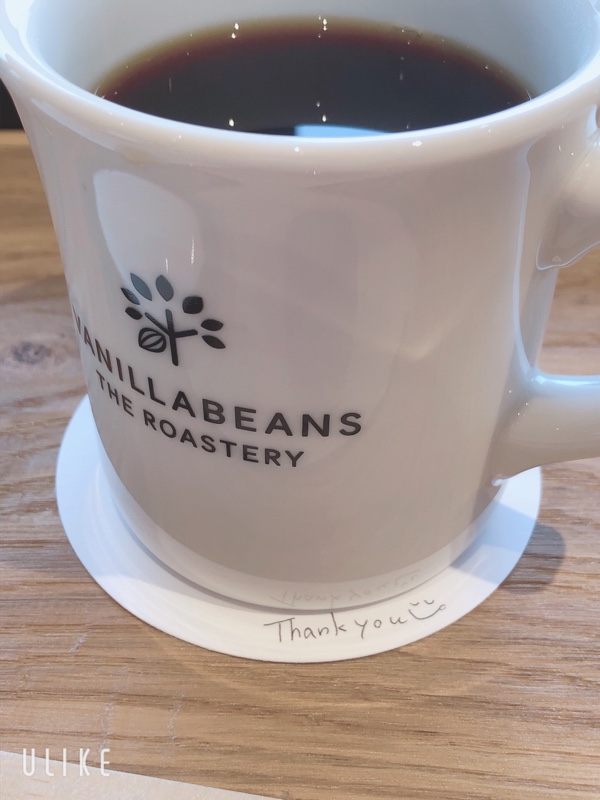 VANILLABEANS
THE ROASTERY
Thank you
ULIKE